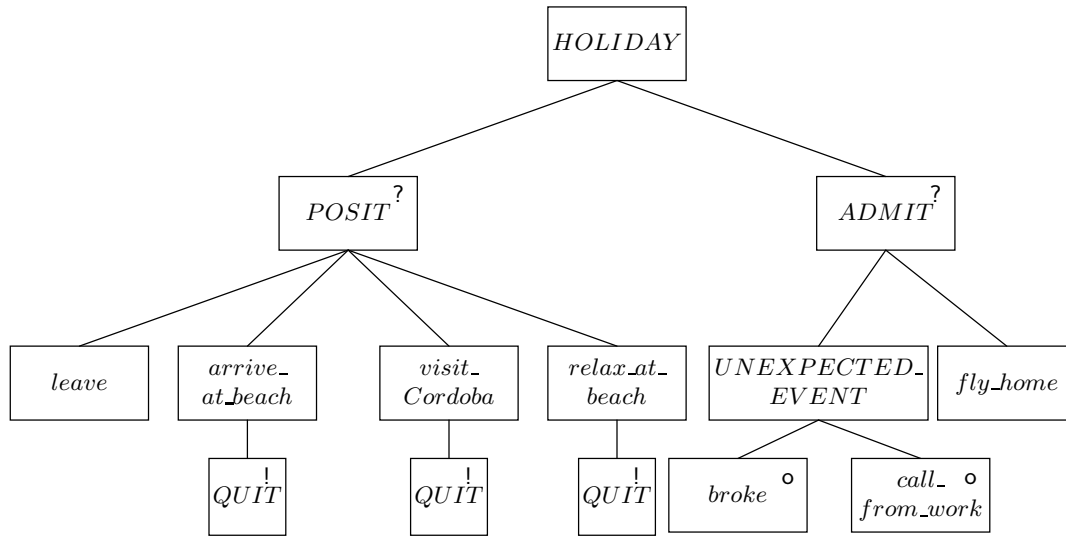 HOLIDAY
POSIT ?
ADMIT ?
leave
arrive_
at_beach
visit_
Cordoba
relax_at_
beach
UNEXPECTED_
EVENT
fly_home
QUIT !
QUIT !
QUIT !
broke o
call_ o
from_work